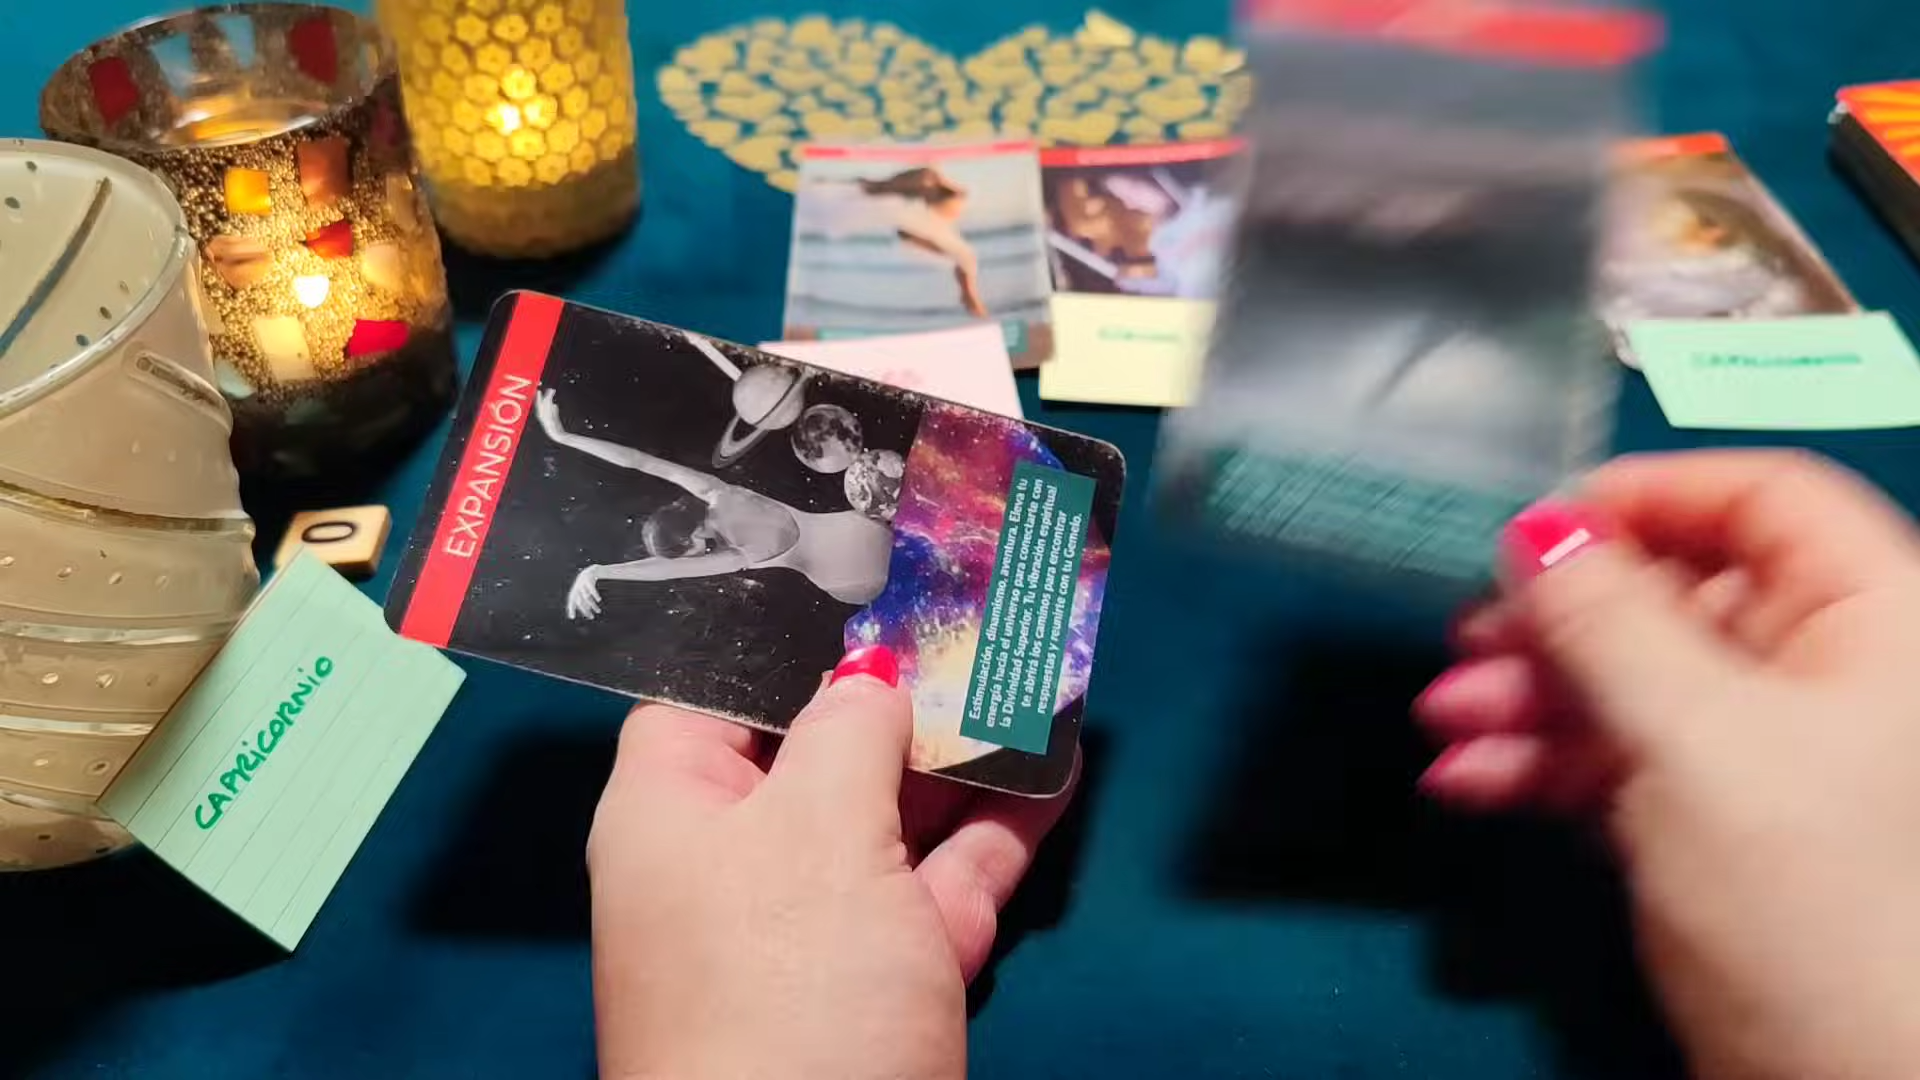 EXPANSIÓN
Estimulación, dinamismo, aventura. Eleva tu
energía hacia el universo para conectarte con
la Divinidad Superior. Tu vibración espiritual
te abrirá los caminos para encontrar
respuestas y reunirte con tu Gemelo.
O
CAPRICORNIO
CAPRICORNIO